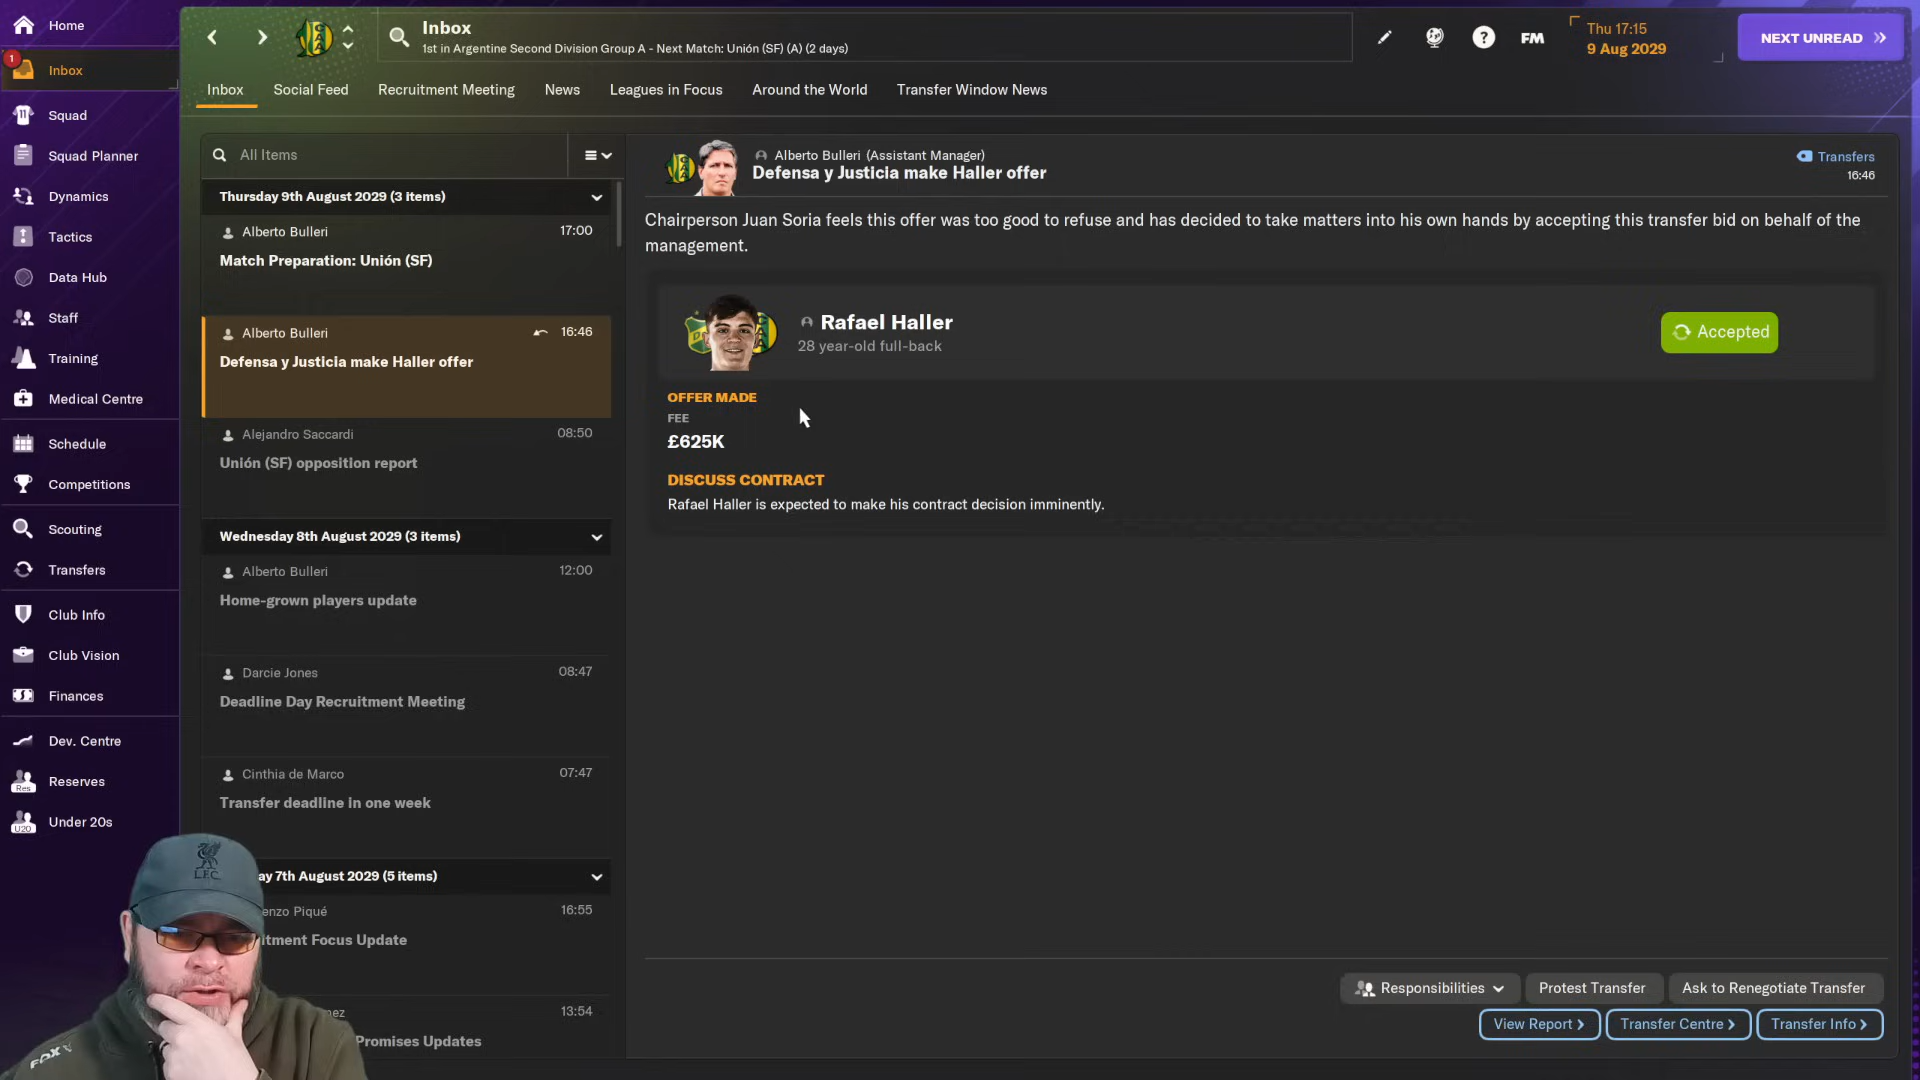 Home
1
Inbox
Squad
Squad Planner
Dynamics
Tactics
Data Hub
Staff
Training
Medical Centre
Schedule
Competitions
Scouting
Transfers
Club Info
Club Vision
Finances
Dev. Centre
Res
Reserves
U20
Under 20s
Inbox
1st in Argentine Second Division Group A - Next Match: Unión (SF) (A) (2 days)
?
FM
Thu 17:15
9 Aug 2029
NEXT UNREAD
Inbox
Social Feed
Recruitment Meeting
News
Leagues in Focus
Around the World
Transfer Window News
All Items
Thursday 9th August 2029 (3 items)
Alberto Bulleri 17:00
Match Preparation: Unión (SF)
Alberto Bulleri 16:46
Defensa y Justicia make Haller offer
Alejandro Saccardi 08:50
Unión (SF) opposition report
Wednesday 8th August 2029 (3 items)
Alberto Bulleri 12:00
Home-grown players update
Darcie Jones 08:47
Deadline Day Recruitment Meeting
Cinthia de Marco 07:47
Transfer deadline in one week
ay 7th August 2029 (5 items)
enzo Piqué 16:55
itment Focus Update
ez 13:54
Promises Updates
L.F.C.
FOX
Alberto Bulleri (Assistant Manager)
Defensa y Justicia make Haller offer
Transfers
16:46
Chairperson Juan Soria feels this offer was too good to refuse and has decided to take matters into his own hands by accepting this transfer bid on behalf of the
management.
Rafael Haller
28 year-old full-back
Accepted
OFFER MADE
FEE
£625K
DISCUSS CONTRACT
Rafael Haller is expected to make his contract decision imminently.
Responsibilities
Protest Transfer
Ask to Renegotiate Transfer
View Report
Transfer Centre
Transfer Info